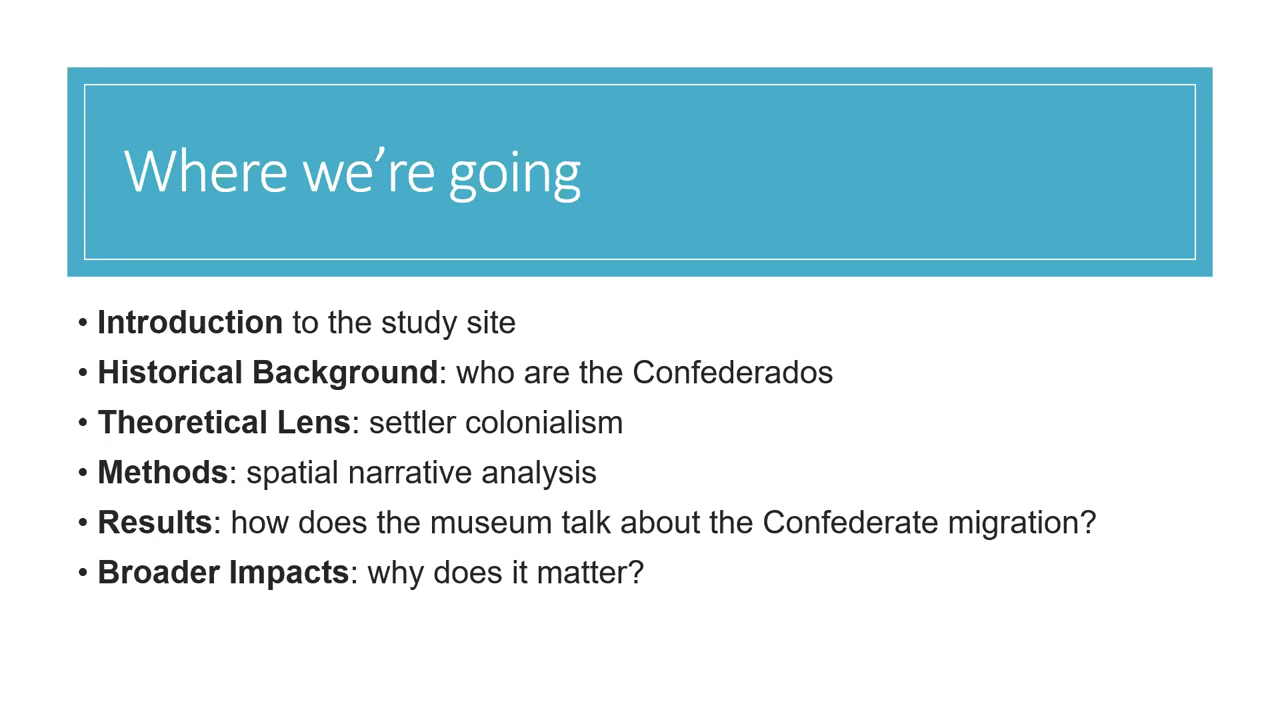 Where we’re going
• Introduction to the study site
• Historical Background: who are the Confederados
• Theoretical Lens: settler colonialism
• Methods: spatial narrative analysis
• Results: how does the museum talk about the Confederate migration?
• Broader Impacts: why does it matter?